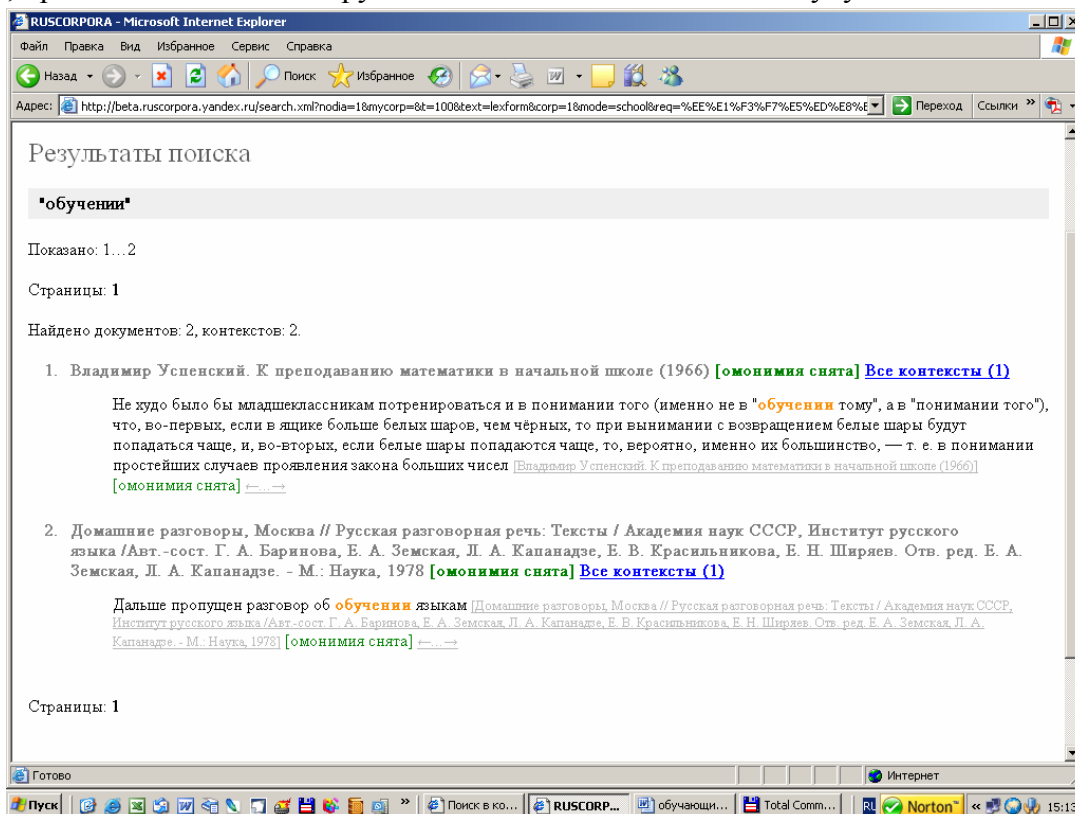 RUSCORPORA - Microsoft Internet Explorer
Файл Правка Вид Избранное Сервис Справка
Назад Поиск Избранное
Адрес: http://beta.ruscorpora.yandex.ru/search.xml?nodia=1&mycorp=&t=100&text=lexform&corp=1&mode=school&req=%EE%E1%F3%F7%E5%ED%E8% Переход Ссылки »
Результаты поиска
"обучении"
Показано: 1…2
Страницы: 1
Найдено документов: 2, контекстов: 2.
1. Владимир Успенский. К преподаванию математики в начальной школе (1966) [омонимия снята] Все контексты (1)
Не худо было бы младшеклассникам потренироваться и в понимании того (именно не в "обучении тому", а в "понимании того"),
что, во-первых, если в ящике больше белых шаров, чем чёрных, то при вынимании с возвращением белые шары будут
попадаться чаще, и, во-вторых, если белые шары попадаются чаще, то, вероятно, именно их большинство, — т. е. в понимании
простейших случаев проявления закона больших чисел [Владимир Успенский. К преподаванию математики в начальной школе (1966)]
[омонимия снята] ←…→
2. Домашние разговоры, Москва // Русская разговорная речь: Тексты / Академия наук СССР, Институт русского
языка /Авт.-сост. Г. А. Баринова, Е. А. Земская, Л. А. Капанадзе, Е. В. Красильникова, Е. Н. Ширяев. Отв. ред. Е. А.
Земская, Л. А. Капанадзе. - М.: Наука, 1978 [омонимия снята] Все контексты (1)
Дальше пропущен разговор об обучении языкам [Домашние разговоры, Москва // Русская разговорная речь: Тексты / Академия наук СССР,
Институт русского языка /Авт.-сост. Г. А. Баринова, Е. А. Земская, Л. А. Капанадзе, Е. В. Красильникова, Е. Н. Ширяев. Отв. ред. Е. А. Земская, Л. А.
Капанадзе. - М.: Наука, 1978] [омонимия снята] ←…→
Страницы: 1
Готово Интернет
Пуск » Поиск в ко... RUSCORP... обучающи... Total Comm... RU Norton™ « 15:13